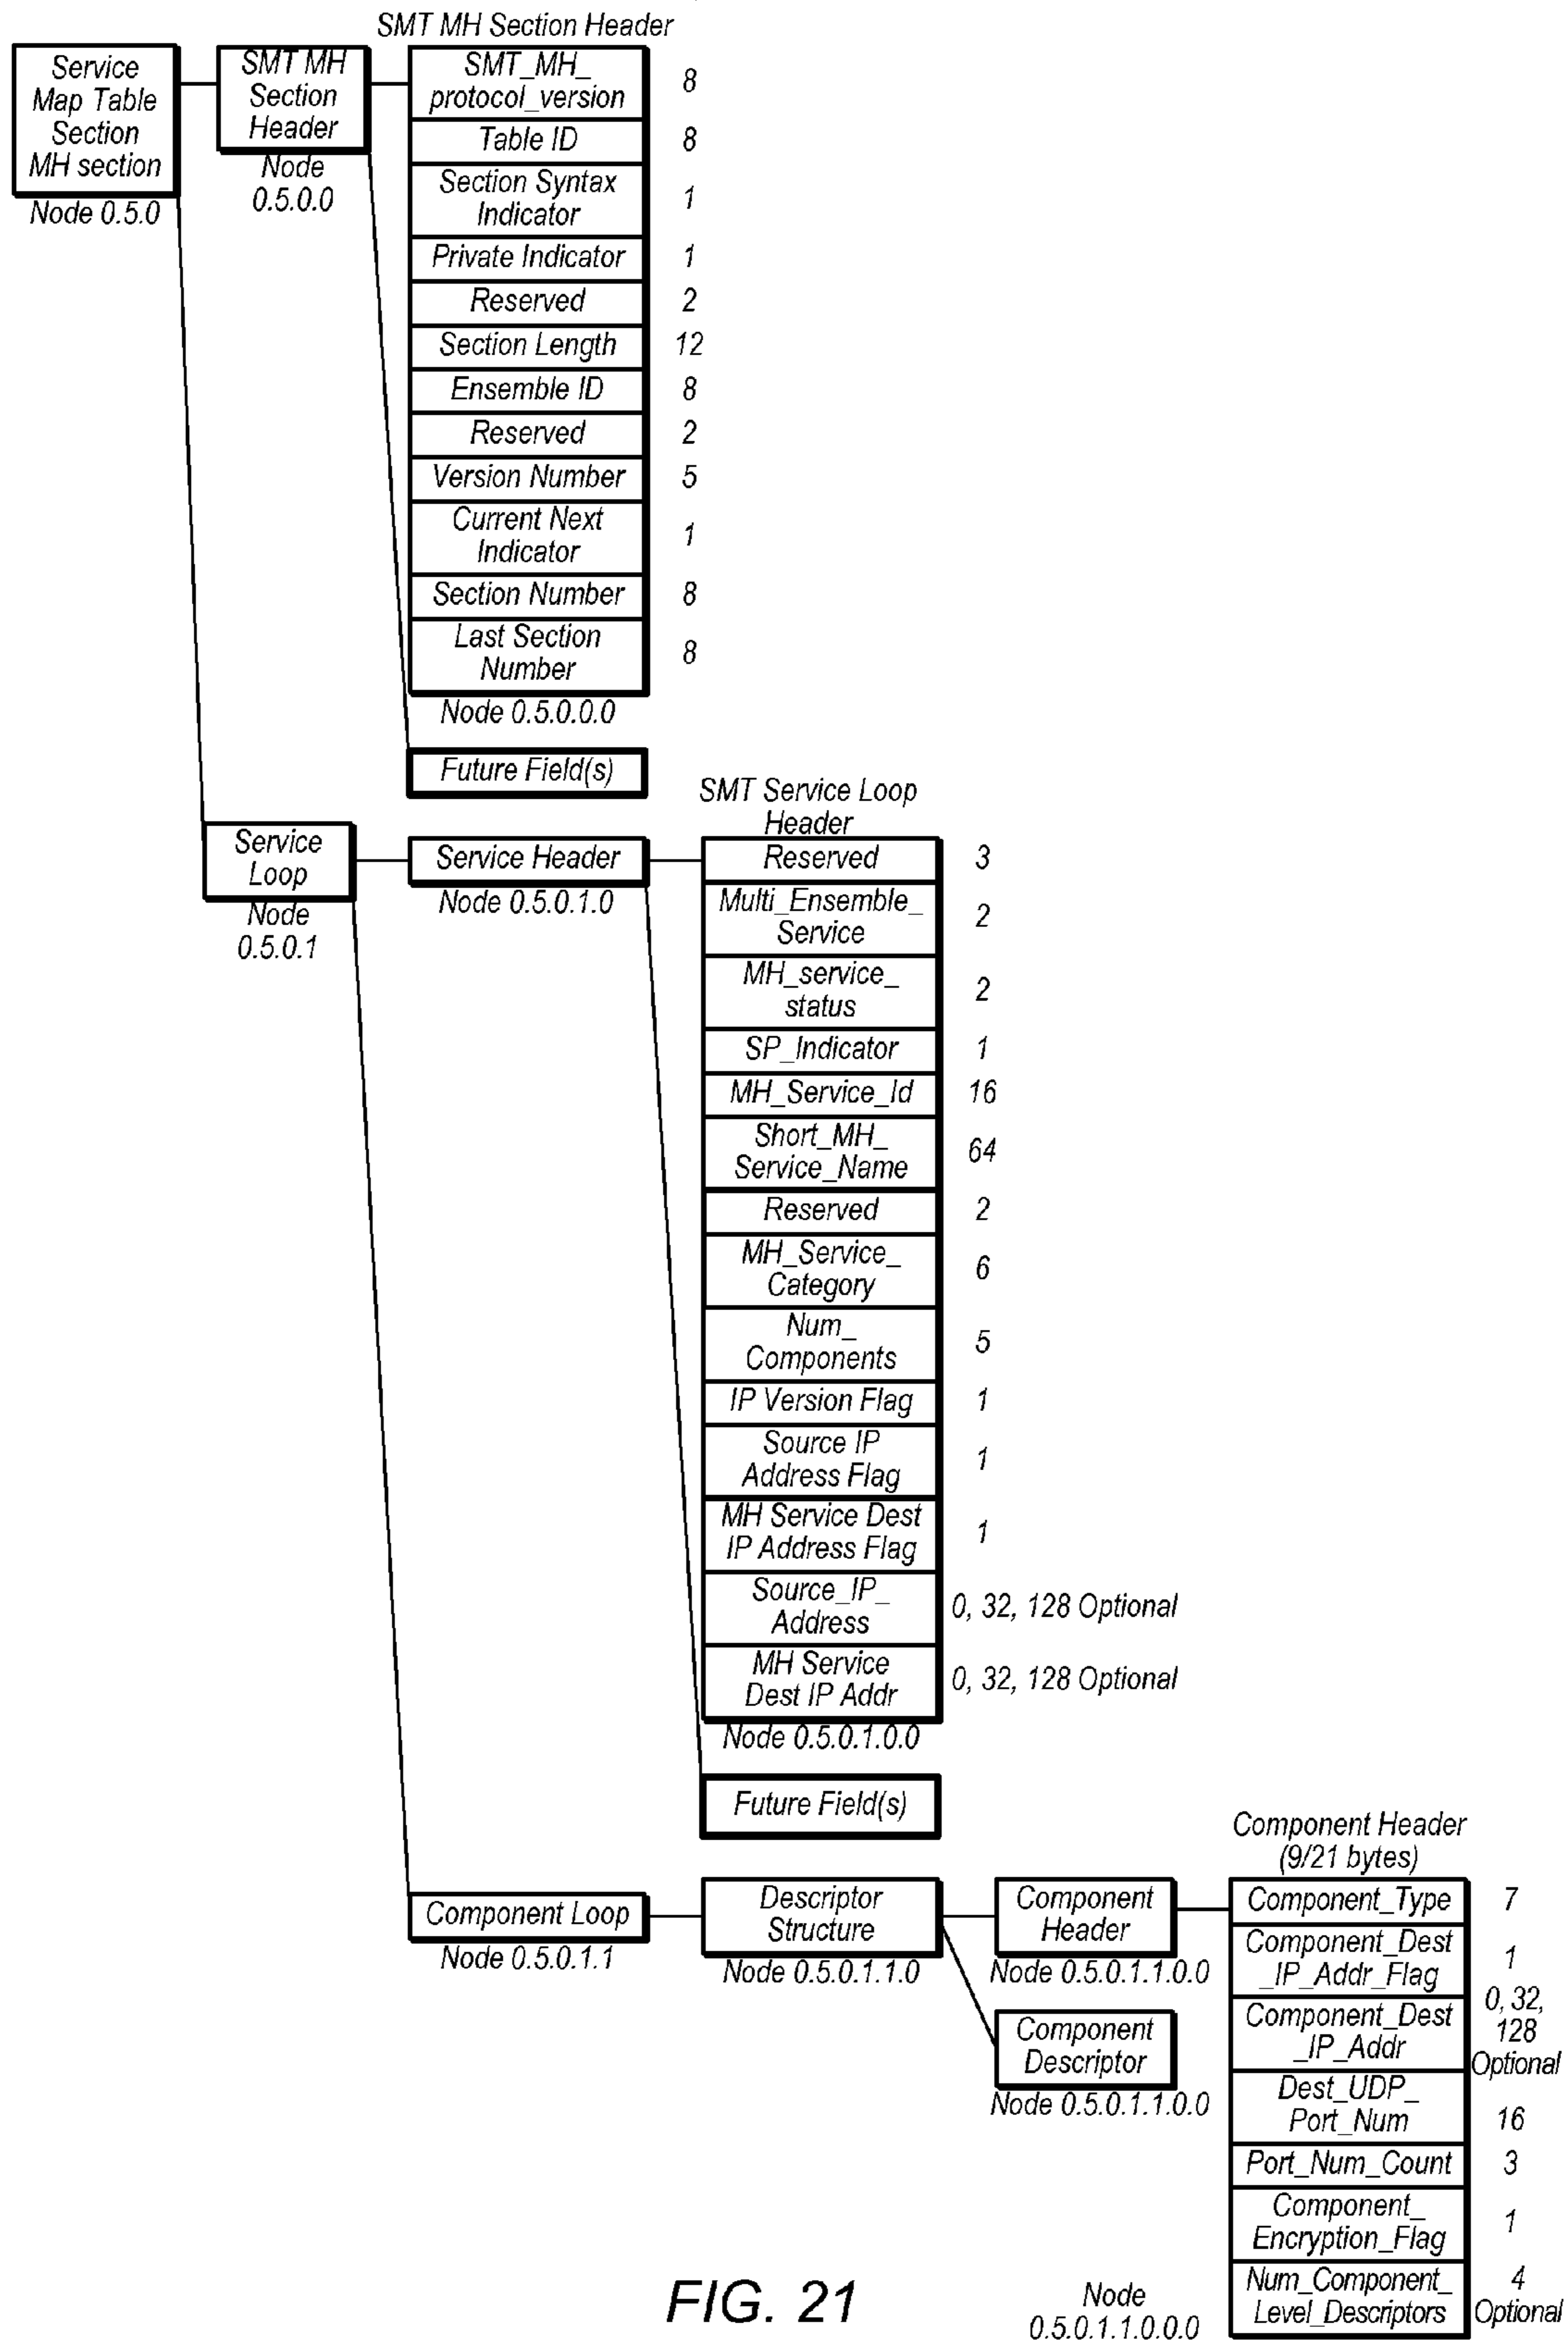 SMT MH Section Header
Service
Map Table
Section
MH section
Node 0.5.0
SMT MH
Section
Header
Node
0.5.0.0
SMT_MH_
protocol_version
8
Table ID
8
Section Syntax
Indicator
1
Private Indicator
1
Reserved
2
Section Length
12
Ensemble ID
8
Reserved
2
Version Number
5
Current Next
Indicator
1
Section Number
8
Last Section
Number
8
Node 0.5.0.0.0
Future Field(s)
Service
Loop
Node
0.5.0.1
Service Header
Node 0.5.0.1.0
SMT Service Loop
Header
Reserved
3
Multi_Ensemble_
Service
2
MH_service_
status
2
SP_Indicator
1
MH_Service_Id
16
Short_MH_
Service_Name
64
Reserved
2
MH_Service_
Category
6
Num_
Components
5
IP Version Flag
1
Source IP
Address Flag
1
MH Service Dest
IP Address Flag
1
Source_IP_
Address
0, 32, 128 Optional
MH Service
Dest IP Addr
0, 32, 128 Optional
Node 0.5.0.1.0.0
Future Field(s)
Component Loop
Node 0.5.0.1.1
Descriptor
Structure
Node 0.5.0.1.1.0
Component
Header
Node 0.5.0.1.1.0.0
Component
Descriptor
Node 0.5.0.1.1.0.0
Component Header
(9/21 bytes)
Component_Type
7
Component_Dest
_IP_Addr_Flag
1
Component_Dest
_IP_Addr
0, 32,
128
Optional
Dest_UDP_
Port_Num
16
Port_Num_Count
3
Component_
Encryption_Flag
1
Num_Component_
Level_Descriptors
4
Optional
Node
0.5.0.1.1.0.0.0
FIG. 21